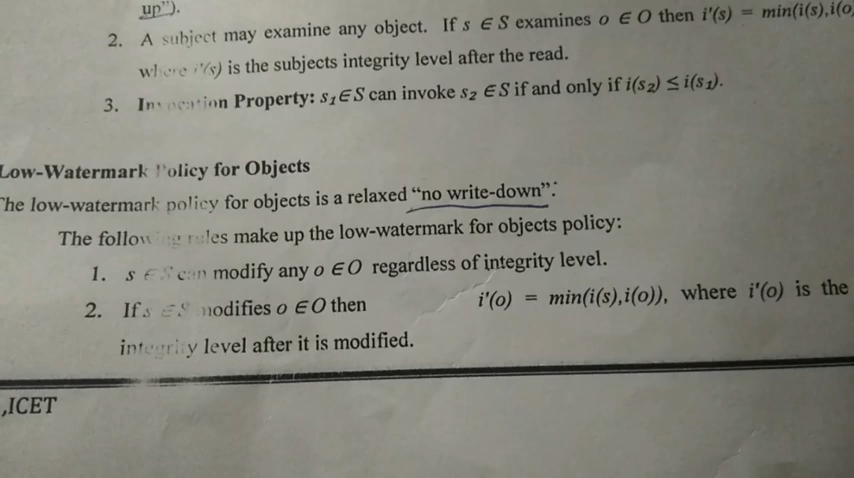 up").
2. A subject may examine any object. If s ∈ S examines o ∈ O then i'(s) = min(i(s),i(o
where i'(s) is the subjects integrity level after the read.
3. Invocation Property: s₁∈S can invoke s₂ ∈S if and only if i(s₂) ≤ i(s₁).
Low-Watermark Policy for Objects
The low-watermark policy for objects is a relaxed “no write-down”:
The following rules make up the low-watermark for objects policy:
1. s ∈ S can modify any o ∈ O regardless of integrity level.
2. If s ∈ S modifies o ∈ O then i'(o) = min(i(s),i(o)), where i'(o) is the
integrity level after it is modified.
,ICET